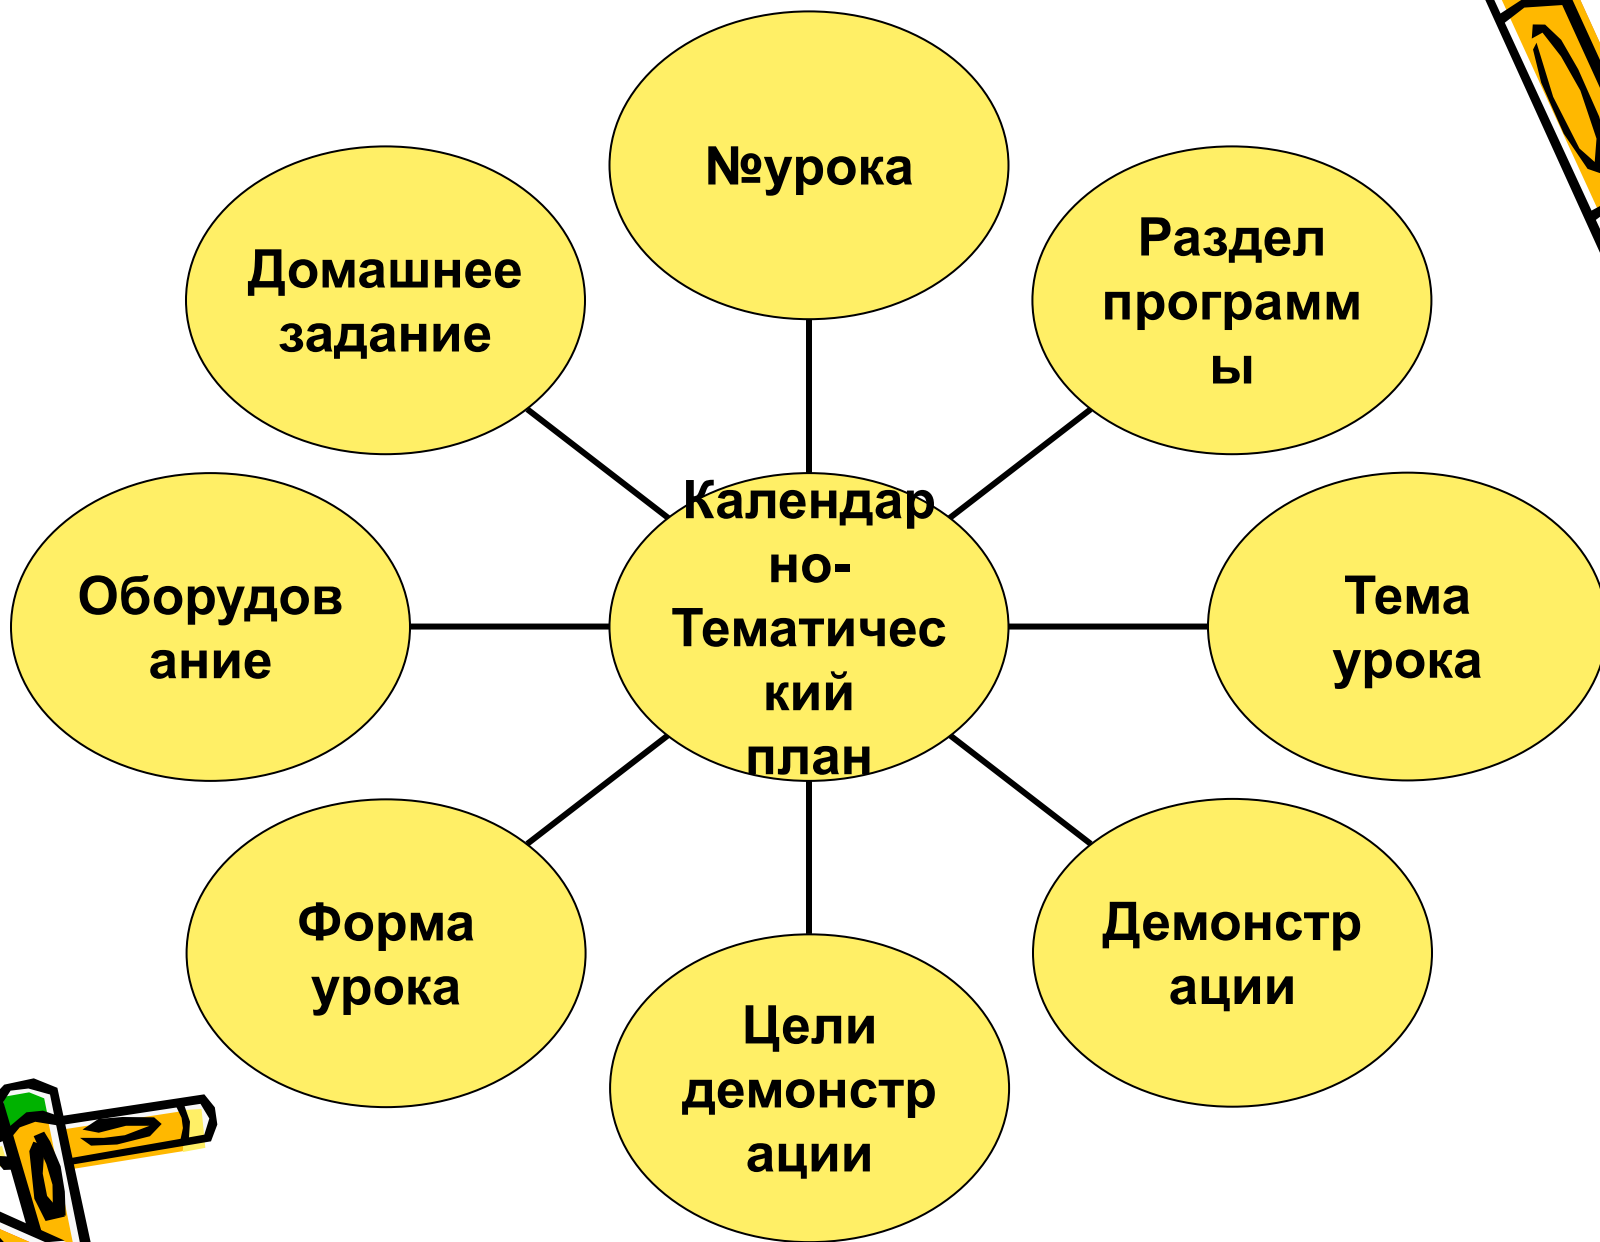 №урока
Раздел
программ
ы
Домашнее
задание
Календар
но-
Тематичес
кий
план
Оборудов
ание
Тема
урока
Форма
урока
Демонстр
ации
Цели
демонстр
ации